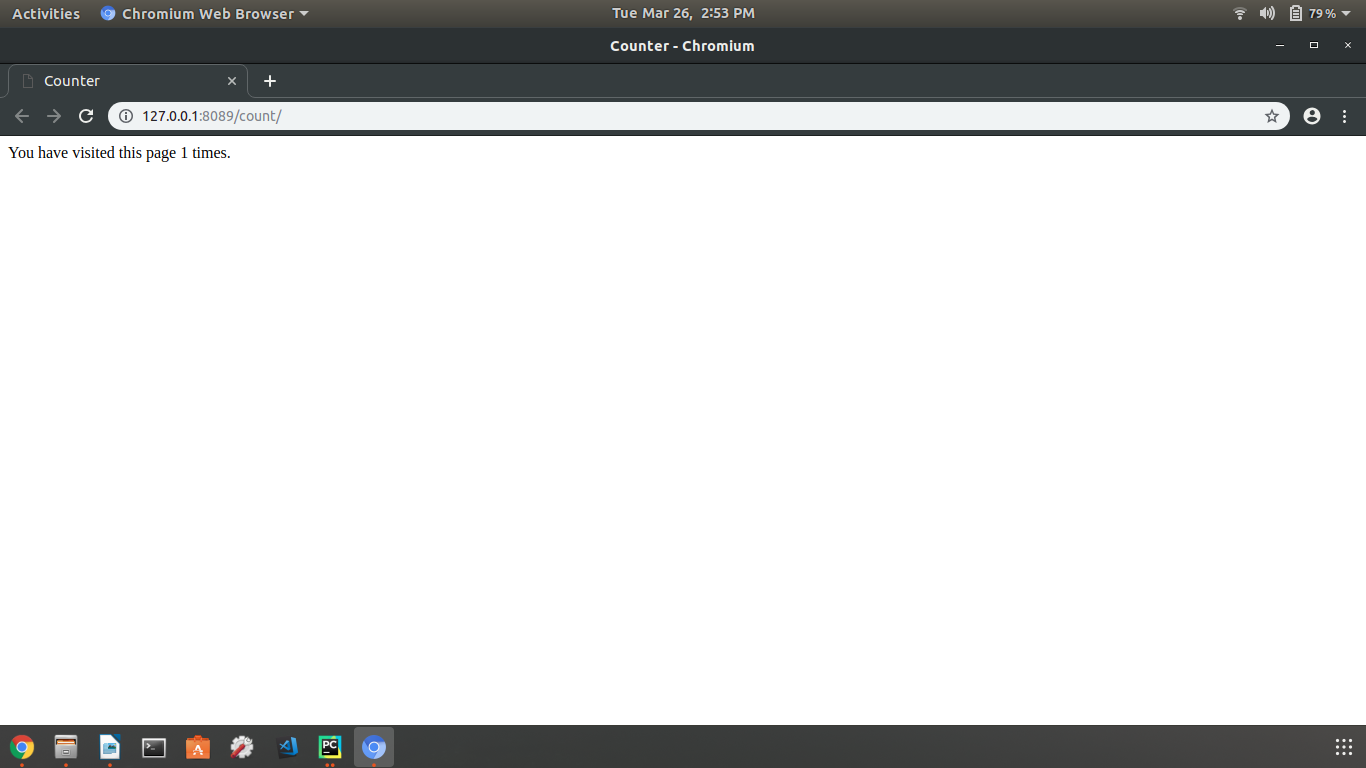 Activities Chromium Web Browser Tue Mar 26, 2:53 PM 79%
Counter - Chromium
Counter
127.0.0.1:8089/count/
You have visited this page 1 times.
PC